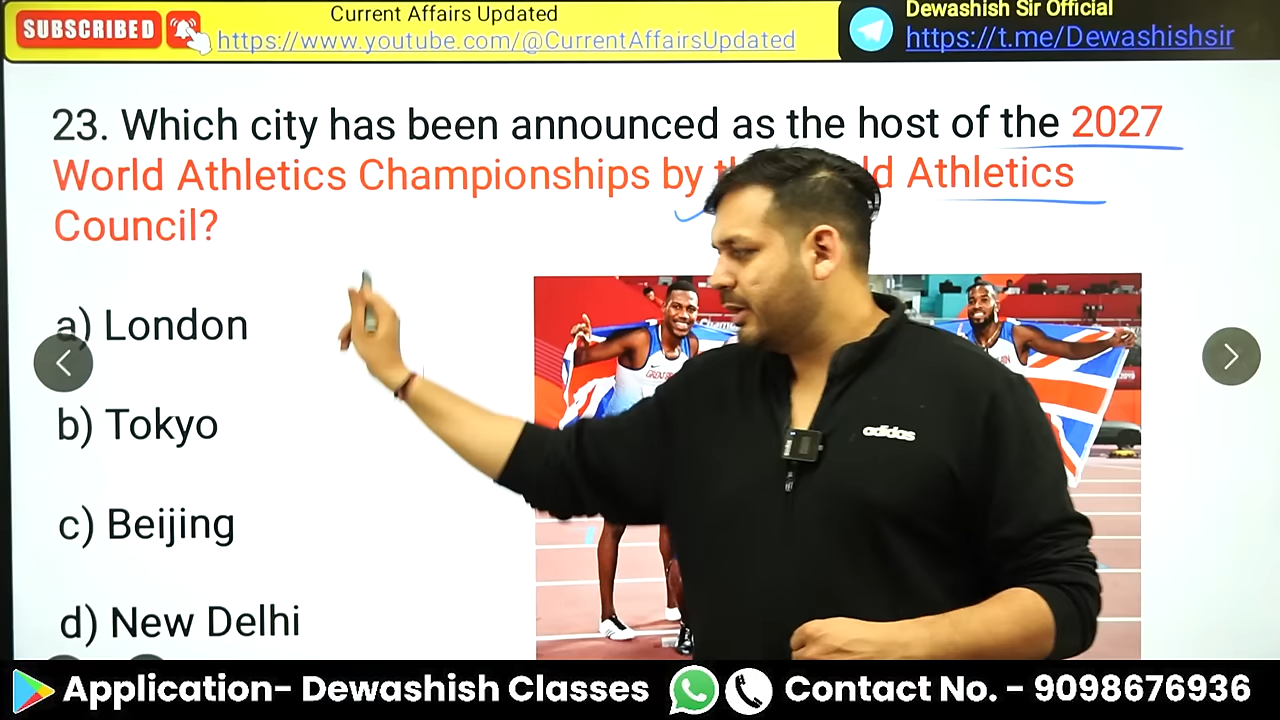 SUBSCRIBED
Current Affairs Updated
https://www.youtube.com/@CurrentAffairsUpdated
Dewashish Sir Official
https://t.me/Dewashishsir
23. Which city has been announced as the host of the 2027
World Athletics Championships by Athletics
Council?
a) London
b) Tokyo
c) Beijing
d) New Delhi
adidas
Application- Dewashish Classes
Contact No. - 9098676936